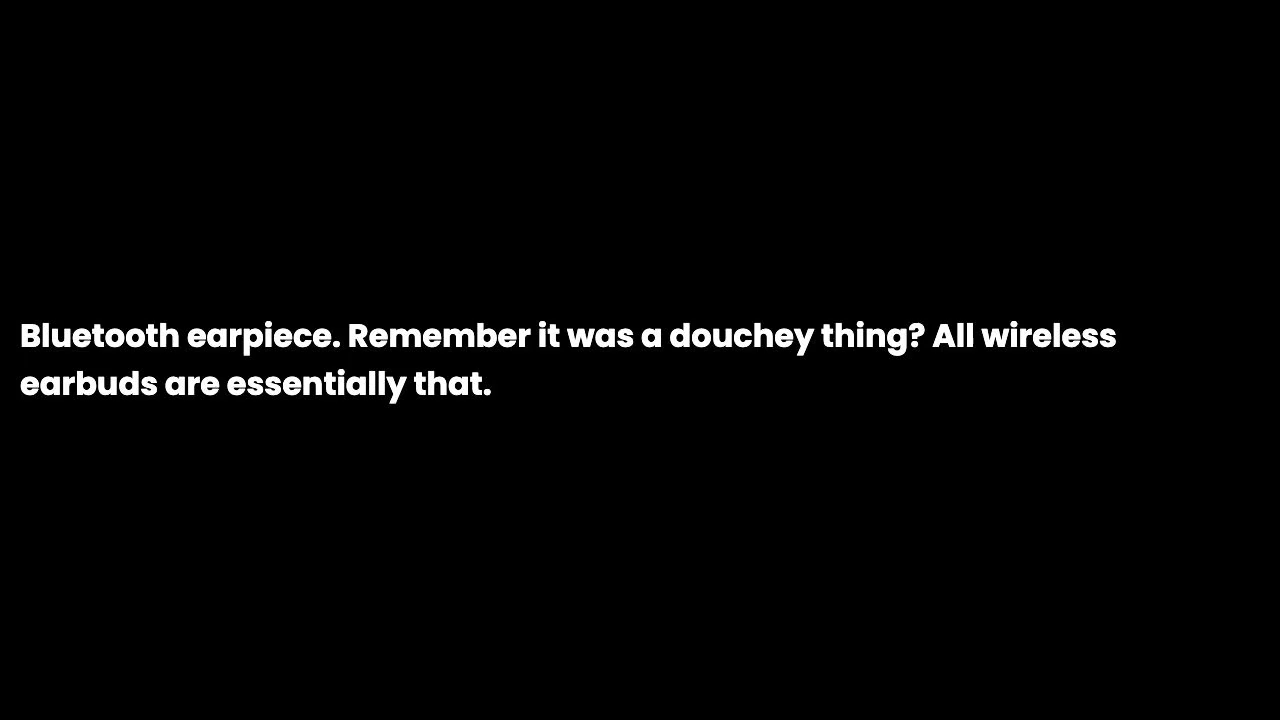 Bluetooth earpiece. Remember it was a douchey thing? All wireless
earbuds are essentially that.